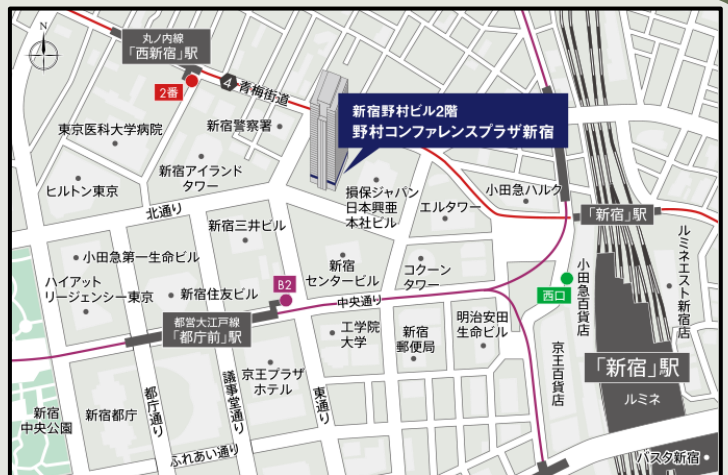 N
丸ノ内線
「西新宿」駅
2番
4
青梅街道
新宿野村ビル2階
野村コンファレンスプラザ新宿
新宿警察署
東京医科大学病院
新宿アイランド
タワー
ヒルトン東京
北通り
損保ジャパン
日本興亜
本社ビル
エルタワー
小田急ハルク
「新宿」駅
新宿三井ビル
小田急第一生命ビル
ハイアット
リージェンシー東京
新宿住友ビル
B2
新宿
センタービル
コクーン
タワー
中央通り
西口
小田急百貨店
ルミネエスト新宿店
都営大江戸線
「都庁前」駅
工学院
大学
新宿
郵便局
明治安田
生命ビル
京王百貨店
「新宿」駅
ルミネ
京王プラザ
ホテル
新宿
中央公園
新宿都庁
都庁通り
議事堂通り
東通り
ふれあい通り
バスタ新宿